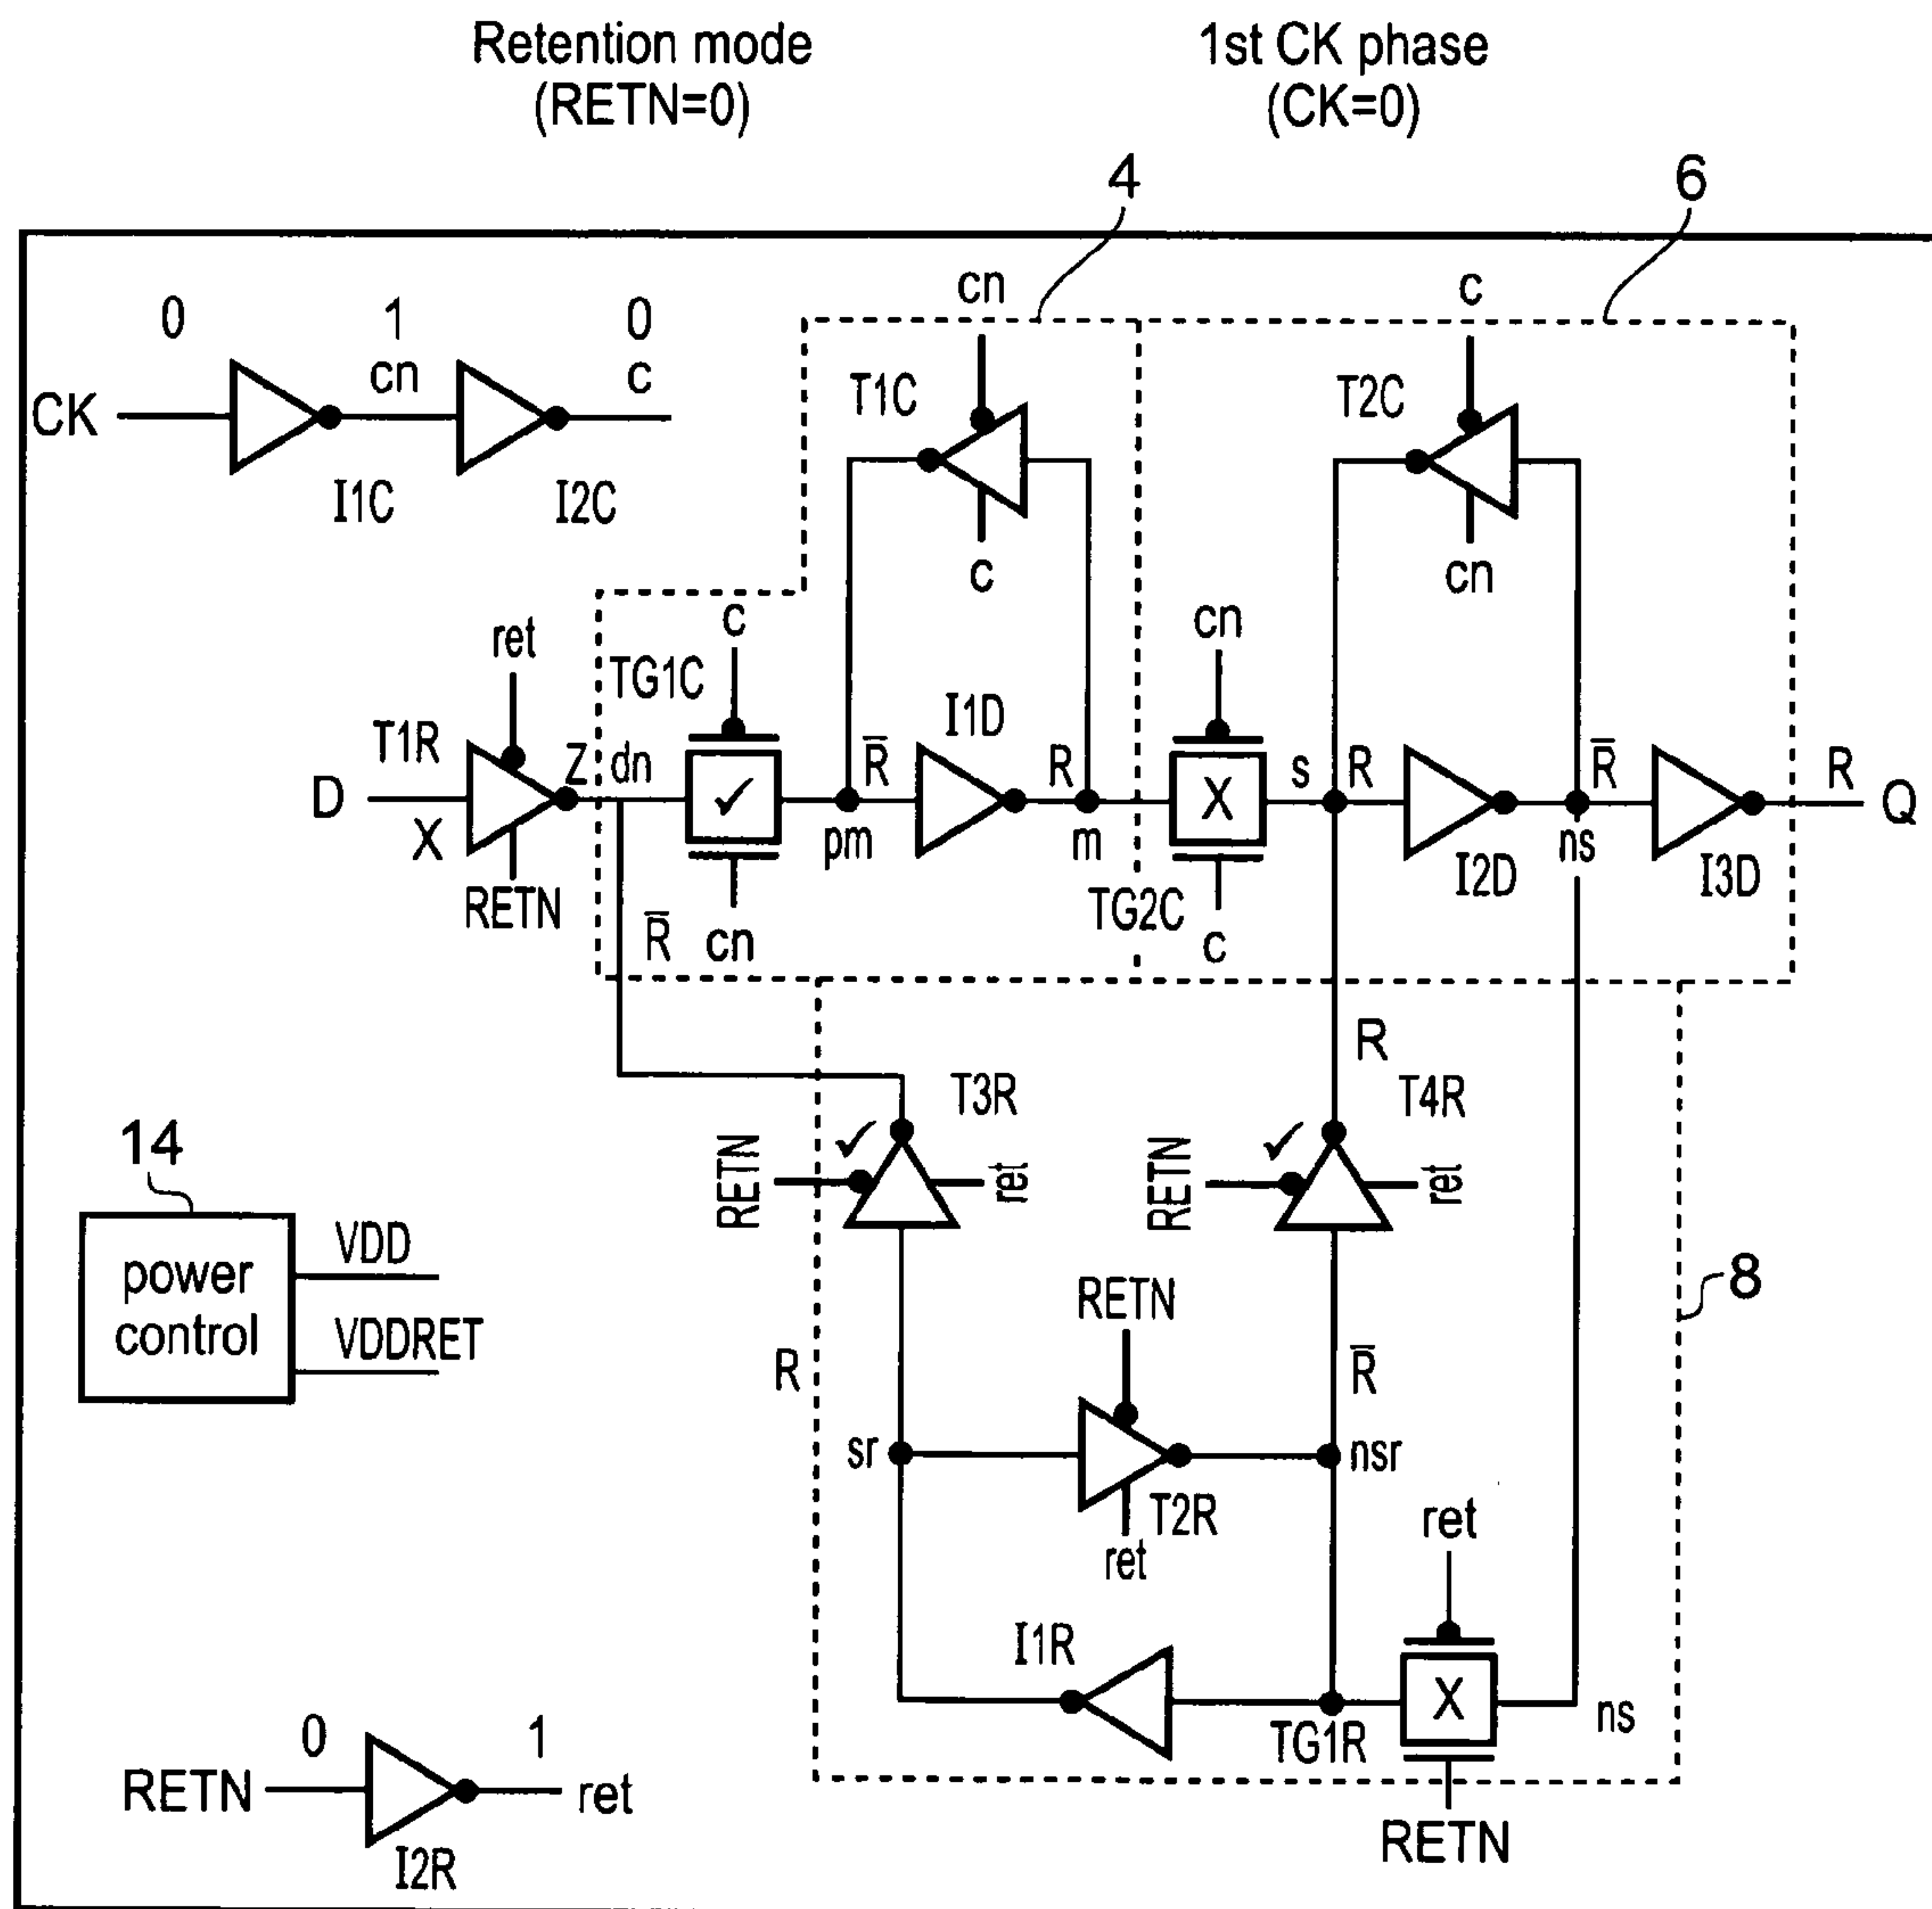 Retention mode
(RETN=0)
1st CK phase
(CK=0)
4
6
0
1
0
cn
c
CK
cn
c
I1C
I2C
T1C
T2C
c
cn
ret
c
cn
TG1C
I1D
T1R
Z
dn
R̅
R
s
R
R̅
R
D
✓
X
Q
X
pm
m
ns
RETN
R̅
cn
TG2C
c
I2D
I3D
R
T3R
T4R
14
RETN
✓
ret
RETN
✓
ret
VDD
power
control
VDDRET
RETN
8
R
R̅
sr
nsr
T2R
ret
ret
I1R
X
ns
TG1R
0
1
RETN
ret
RETN
I2R